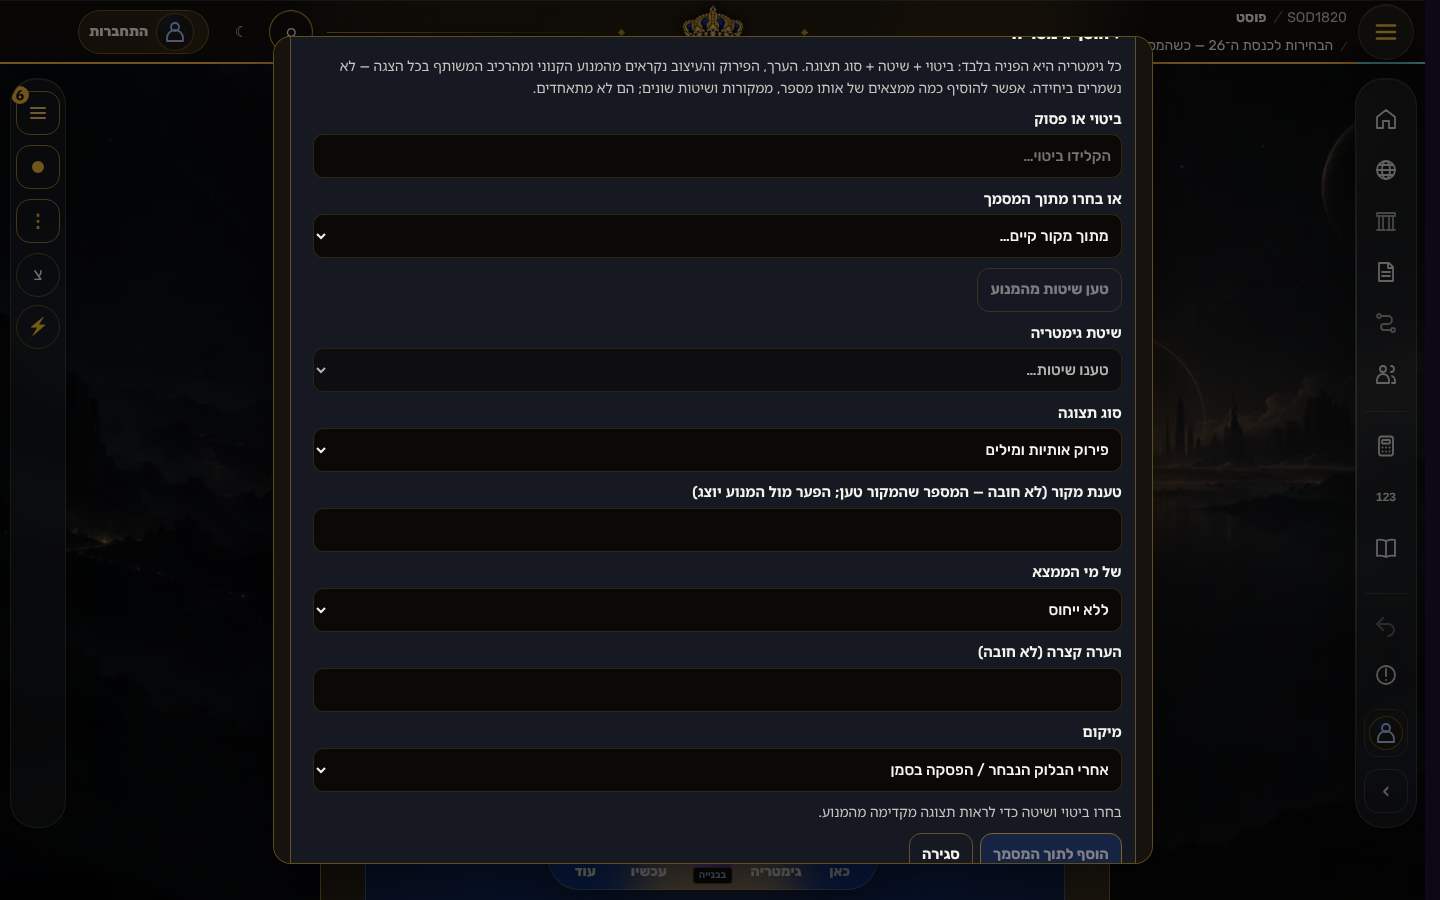 SOD1820 / פוסט
/ הבחירות לכנסת ה־26 — כשהמס
התחברות
6
צ
123
כל גימטריה היא הפניה בלבד: ביטוי + שיטה + סוג תצוגה. הערך, הפירוק והעיצוב נקראים מהמנוע הקנוני ומהרכיב המשותף בכל הצגה — לא
נשמרים ביחידה. אפשר להוסיף כמה ממצאים של אותו מספר, ממקורות ושיטות שונים; הם לא מתאחדים.
ביטוי או פסוק
הקלידו ביטוי...
או בחרו מתוך המסמך
מתוך מקור קיים...
טען שיטות מהמנוע
שיטת גימטריה
טענו שיטות...
סוג תצוגה
פירוק אותיות ומילים
טענת מקור (לא חובה — המספר שהמקור טען; הפער מול המנוע יוצג)
של מי הממצא
ללא ייחוס
הערה קצרה (לא חובה)
מיקום
אחרי הבלוק הנבחר / הפסקה בסמן
בחרו ביטוי ושיטה כדי לראות תצוגה מקדימה מהמנוע.
הוסף לתוך המסמך
סגירה
כאן
גימטריה
בבנייה
עכשיו
עוד